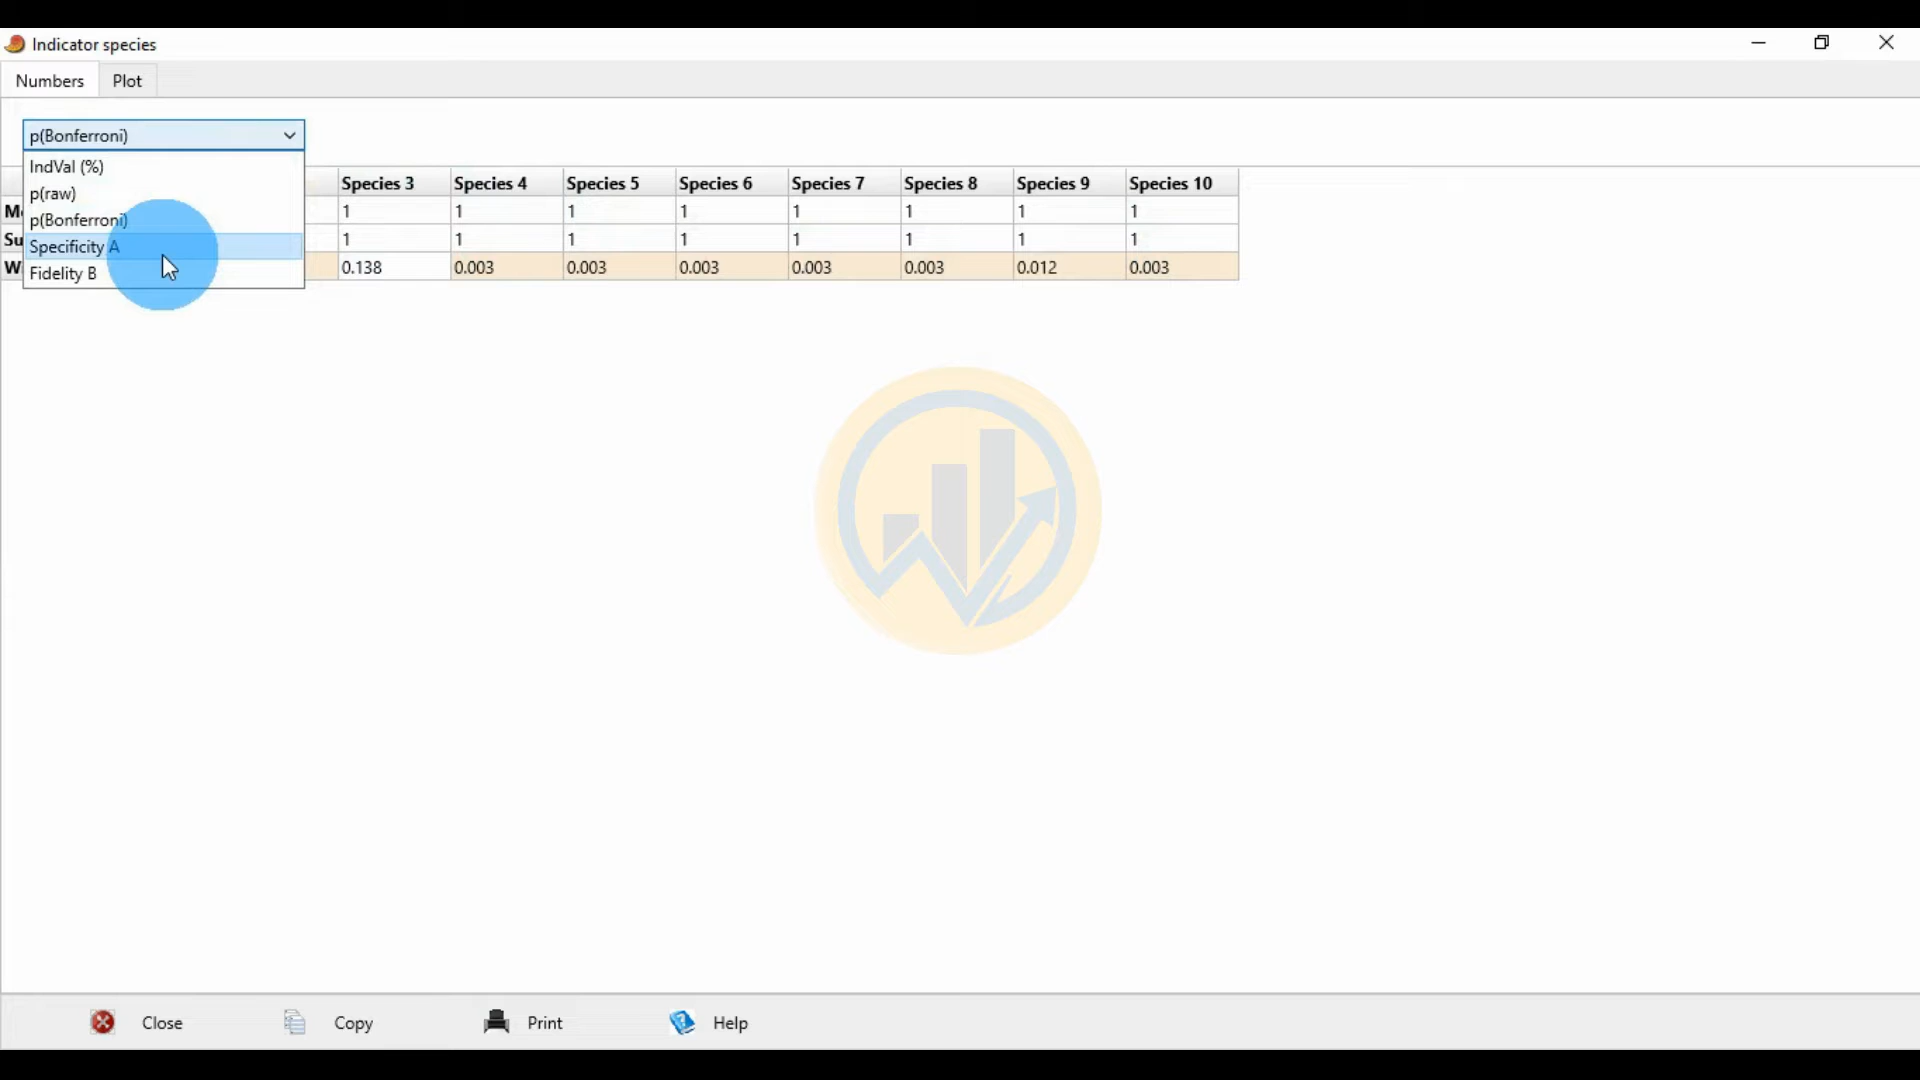 Indicator species
Numbers Plot
p(Bonferroni)
IndVal (%)
p(raw)
p(Bonferroni)
Specificity A
Fidelity B
Species 3 Species 4 Species 5 Species 6 Species 7 Species 8 Species 9 Species 10
1 1 1 1 1 1 1 1
1 1 1 1 1 1 1 1
0.138 0.003 0.003 0.003 0.003 0.003 0.012 0.003
Close Copy Print Help